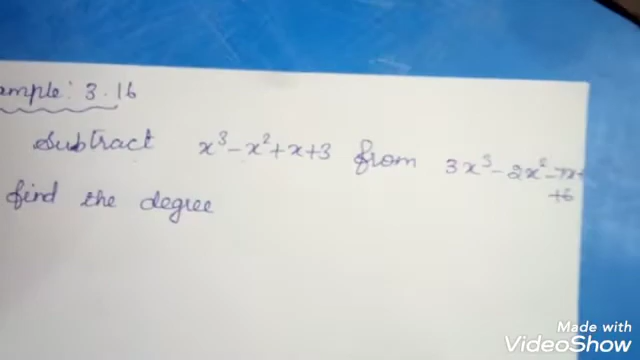 ample: 3.16
Subtract x³-x²+x+3 from 3x³-2x²-7x+
+6
find the degree
Made with
VideoShow